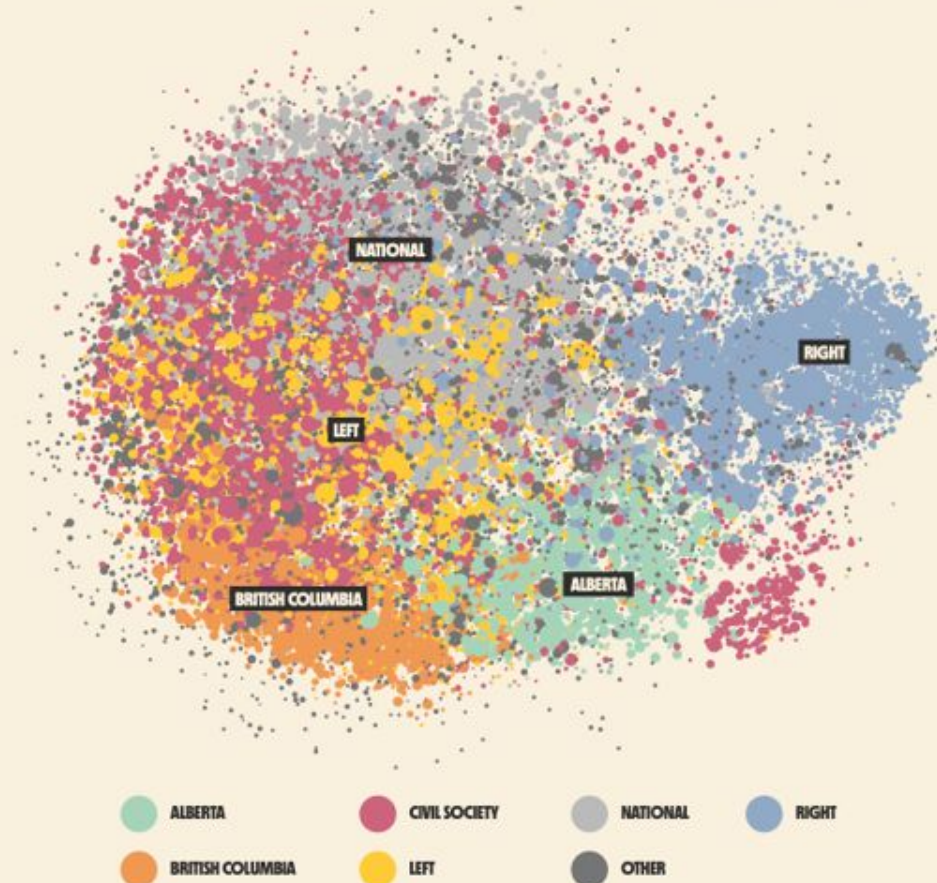 NATIONAL
RIGHT
LEFT
BRITISH COLUMBIA
ALBERTA
ALBERTA
CIVIL SOCIETY
NATIONAL
RIGHT
BRITISH COLUMBIA
LEFT
OTHER